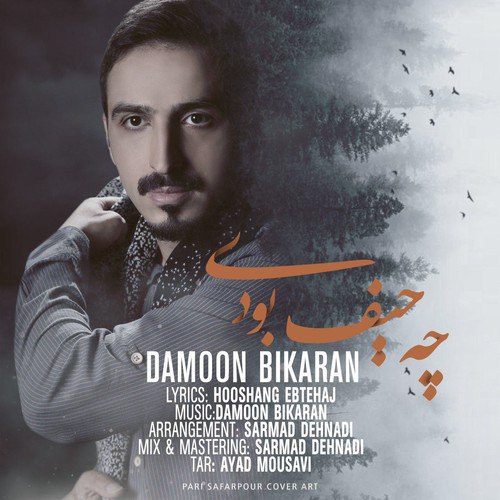 چه حیف بودی
DAMOON BIKARAN
LYRICS: HOOSHANG EBTEHAJ
MUSIC:DAMOON BIKARAN
ARRANGEMENT: SARMAD DEHNADI
MIX & MASTERING: SARMAD DEHNADI
TAR: AYAD MOUSAVI
PARI SAFARPOUR COVER ART